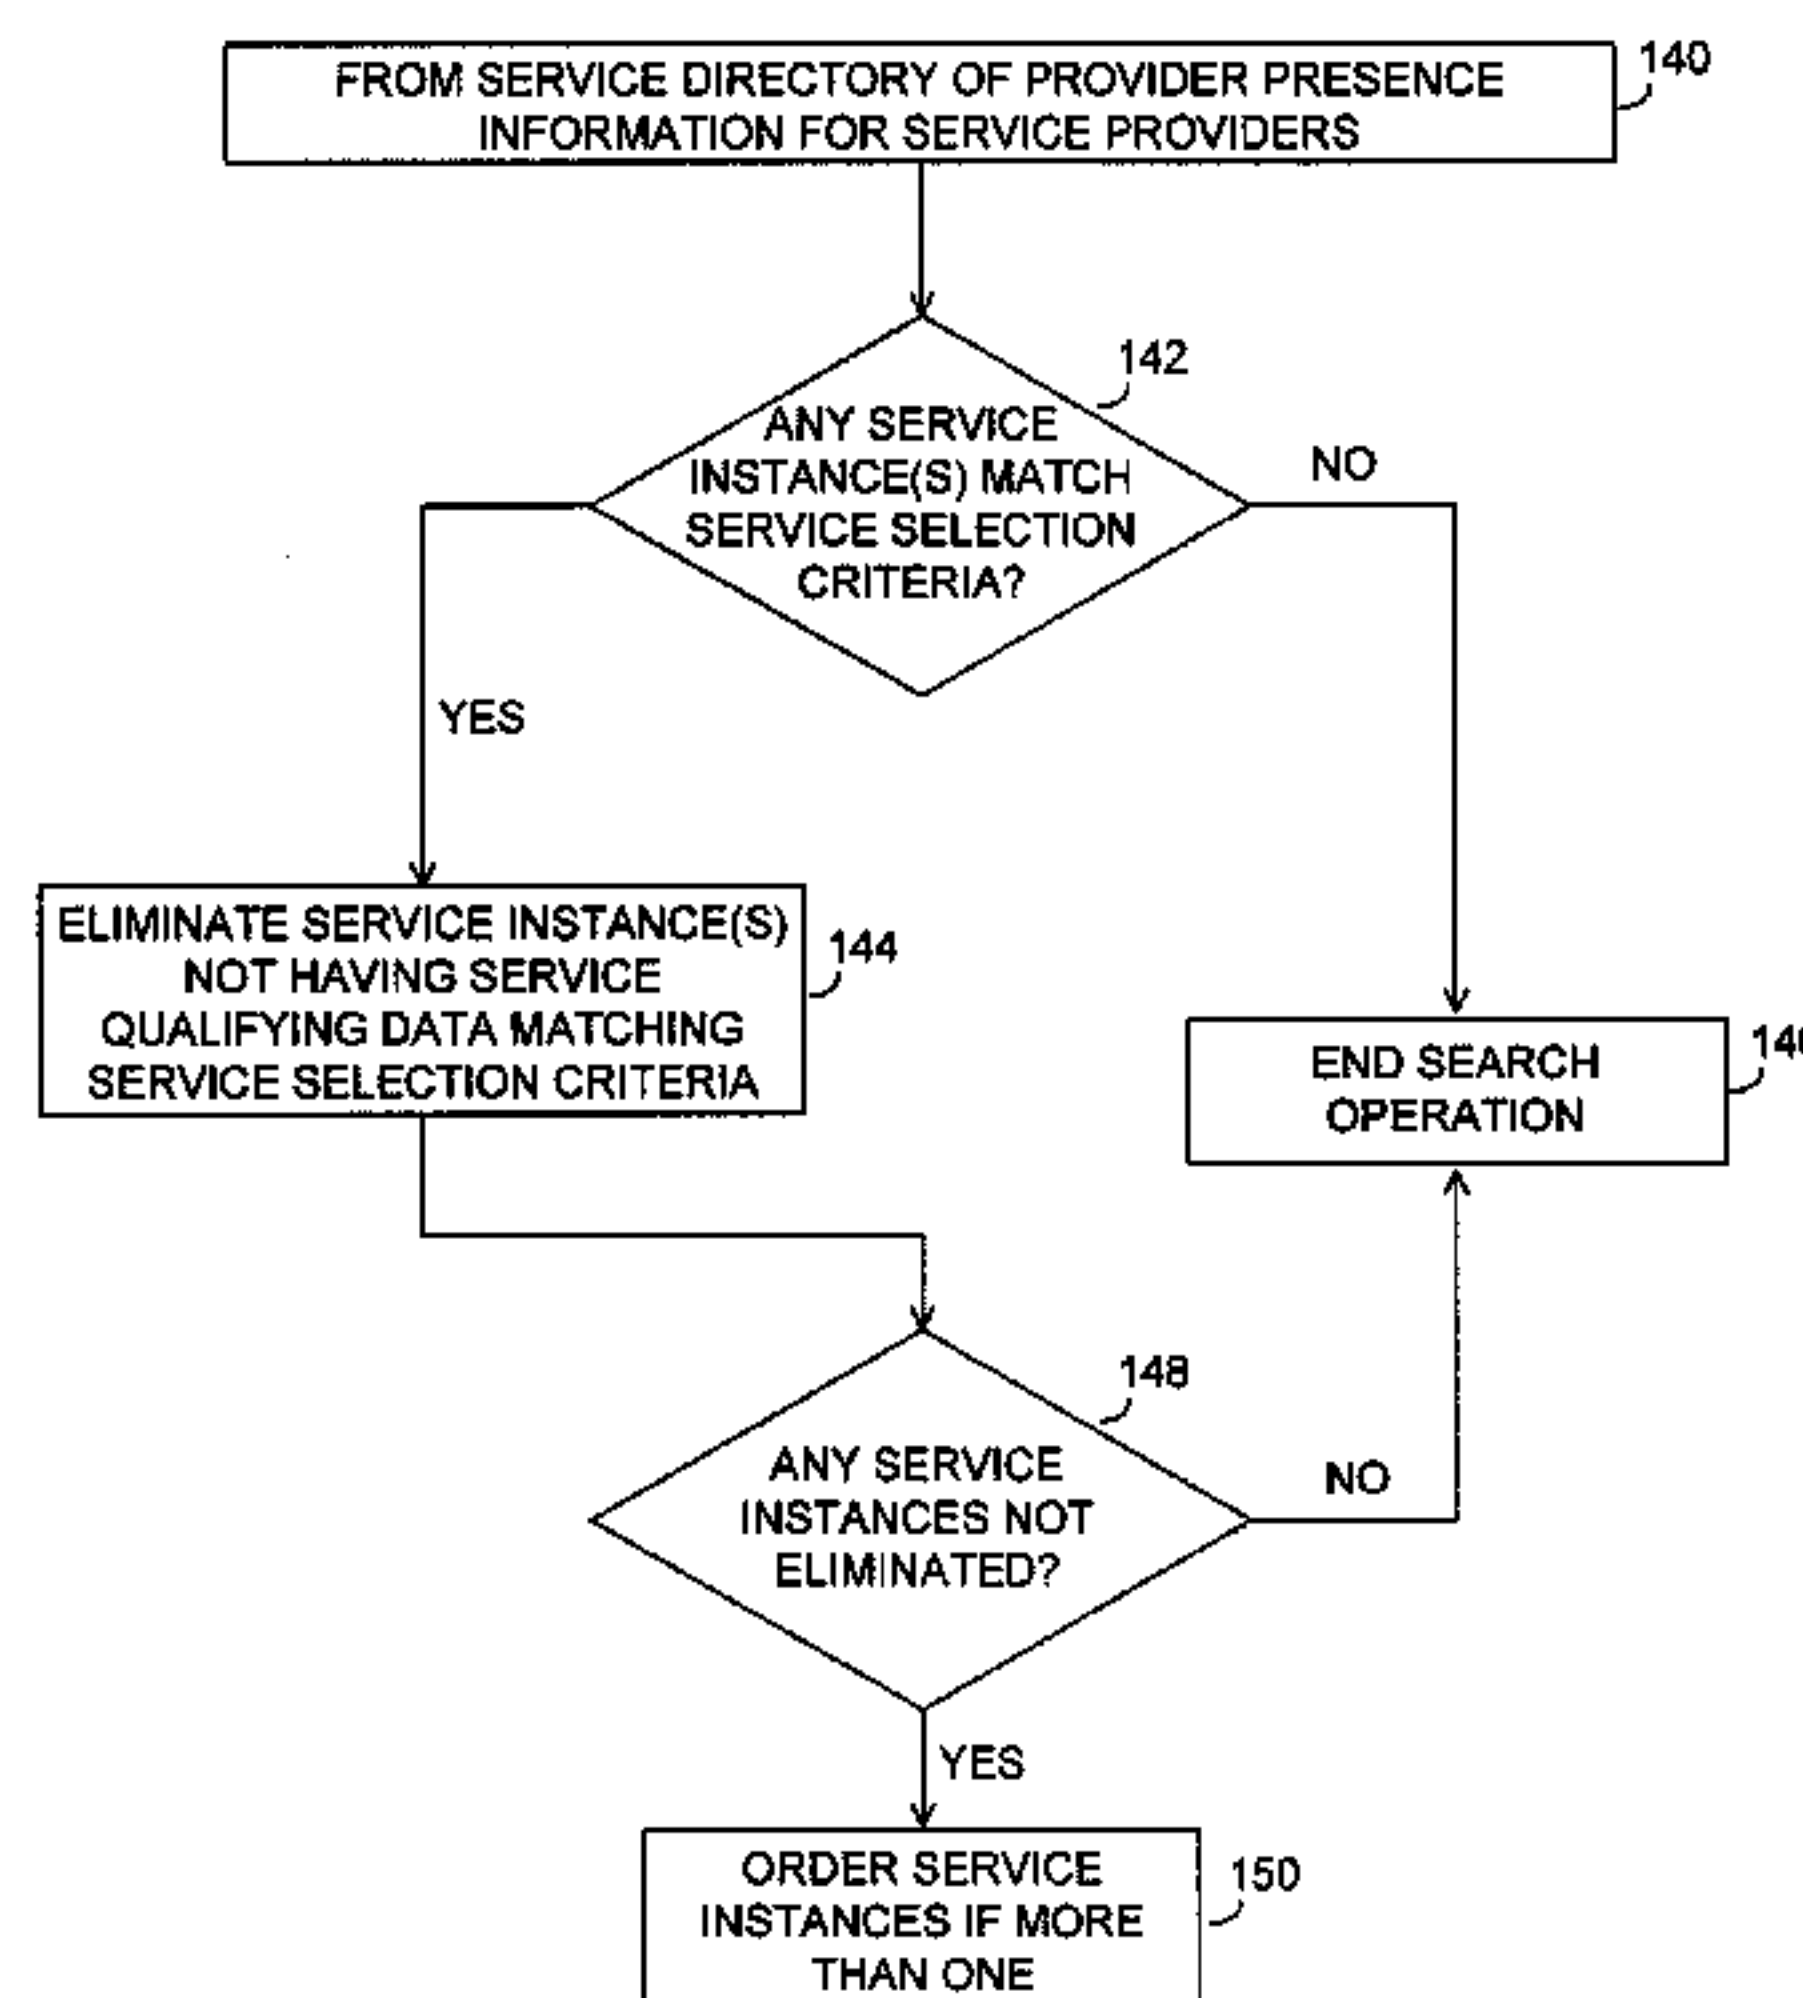 FROM SERVICE DIRECTORY OF PROVIDER PRESENCE
INFORMATION FOR SERVICE PROVIDERS
140
142
ANY SERVICE
INSTANCE(S) MATCH
SERVICE SELECTION
CRITERIA?
NO
YES
ELIMINATE SERVICE INSTANCE(S)
NOT HAVING SERVICE
QUALIFYING DATA MATCHING
SERVICE SELECTION CRITERIA
144
END SEARCH
OPERATION
148
ANY SERVICE
INSTANCES NOT
ELIMINATED?
NO
YES
ORDER SERVICE
INSTANCES IF MORE
THAN ONE
150